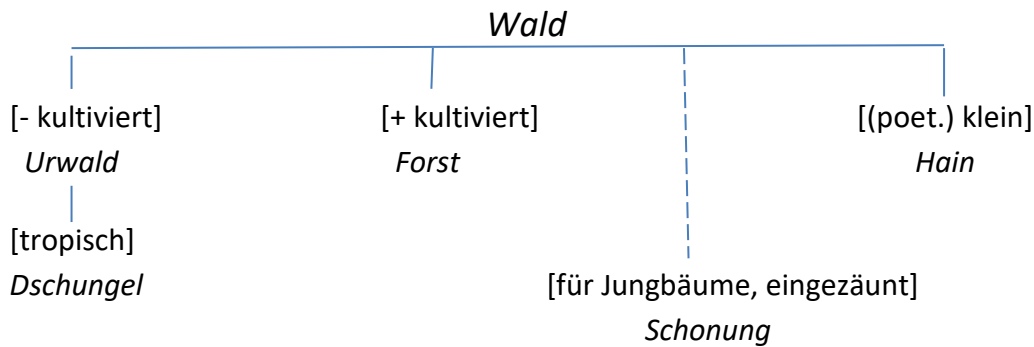 Wald
[- kultiviert] [+ kultiviert] [(poet.) klein]
Urwald Forst Hain
[tropisch]
Dschungel [für Jungbäume, eingezäunt]
Schonung